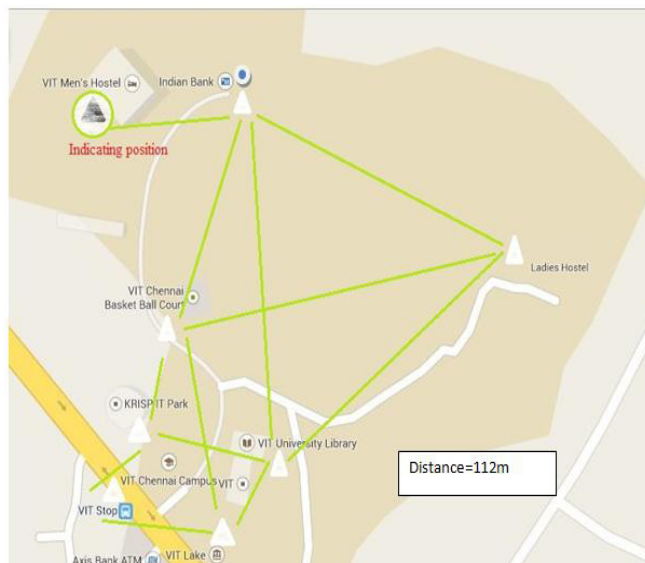 VIT Men's Hostel
Indian Bank
Indicating position
Ladies Hostel
VIT Chennai
Basket Ball Court
KRISP IT Park
VIT University Library
VIT Chennai Campus
VIT
Distance=112m
VIT Stop
VIT Lake
Axis Bank ATM